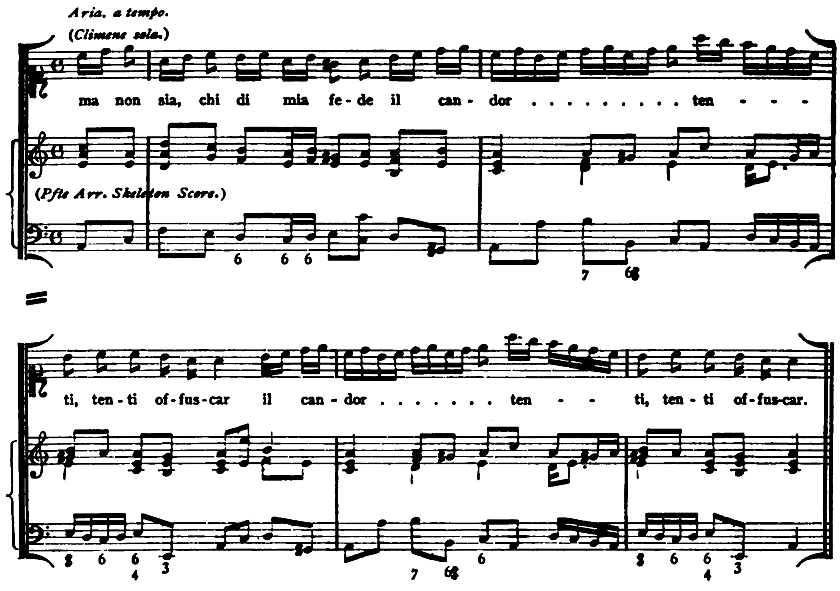 Aria. a tempo.
(Climene sola.)
ma non sia, chi di mia fe-de il can-dor . . . . . . . . . ten - - -
(Pfte Arr. Skeleton Score.)
6 6 6
7 6♯
ti, ten-ti of-fus-car il can-dor . . . . . . . ten - - ti, ten-ti of-fus-car.
8 6 6 3 6 8 6 6 3
4 7 6♯ 4